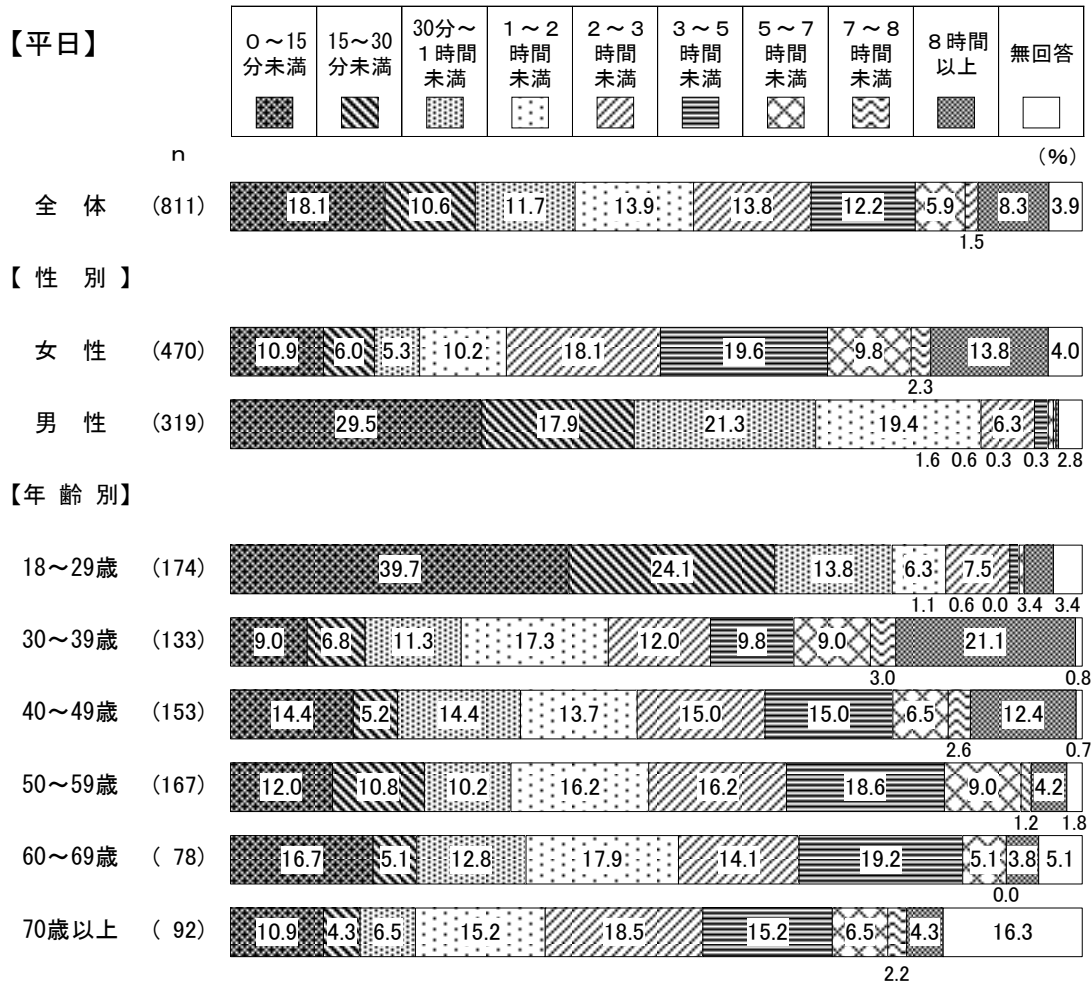 【平日】
０～15分未満
15～30分未満
30分～１時間未満
１～２時間未満
２～３時間未満
３～５時間未満
５～７時間未満
７～８時間未満
８時間以上
無回答
n (%)
全 体 (811) 18.1 10.6 11.7 13.9 13.8 12.2 5.9 8.3 3.9
1.5
【 性 別 】
女 性 (470) 10.9 6.0 5.3 10.2 18.1 19.6 9.8 13.8 4.0
2.3
男 性 (319) 29.5 17.9 21.3 19.4 6.3
1.6 0.6 0.3 0.3 2.8
【年 齢 別】
18～29歳 (174) 39.7 24.1 13.8 6.3 7.5
1.1 0.6 0.0 3.4 3.4
30～39歳 (133) 9.0 6.8 11.3 17.3 12.0 9.8 9.0 21.1
3.0 0.8
40～49歳 (153) 14.4 5.2 14.4 13.7 15.0 15.0 6.5 12.4
2.6 0.7
50～59歳 (167) 12.0 10.8 10.2 16.2 16.2 18.6 9.0 4.2
1.2 1.8
60～69歳 ( 78) 16.7 5.1 12.8 17.9 14.1 19.2 5.1 3.8 5.1
0.0
70歳以上 ( 92) 10.9 4.3 6.5 15.2 18.5 15.2 6.5 4.3 16.3
2.2